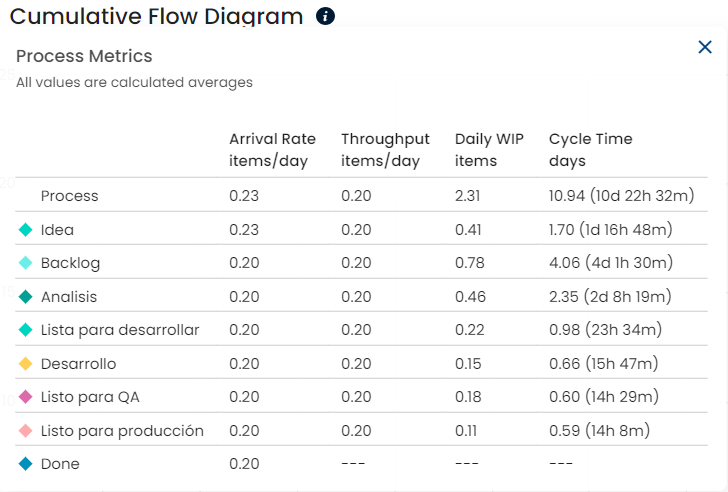 Cumulative Flow Diagram i
Process Metrics
All values are calculated averages
Arrival Rate items/day Throughput items/day Daily WIP items Cycle Time days
Process 0.23 0.20 2.31 10.94 (10d 22h 32m)
Idea 0.23 0.20 0.41 1.70 (1d 16h 48m)
Backlog 0.20 0.20 0.78 4.06 (4d 1h 30m)
Analisis 0.20 0.20 0.46 2.35 (2d 8h 19m)
Lista para desarrollar 0.20 0.20 0.22 0.98 (23h 34m)
Desarrollo 0.20 0.20 0.15 0.66 (15h 47m)
Listo para QA 0.20 0.20 0.18 0.60 (14h 29m)
Listo para producción 0.20 0.20 0.11 0.59 (14h 8m)
Done 0.20 --- --- ---